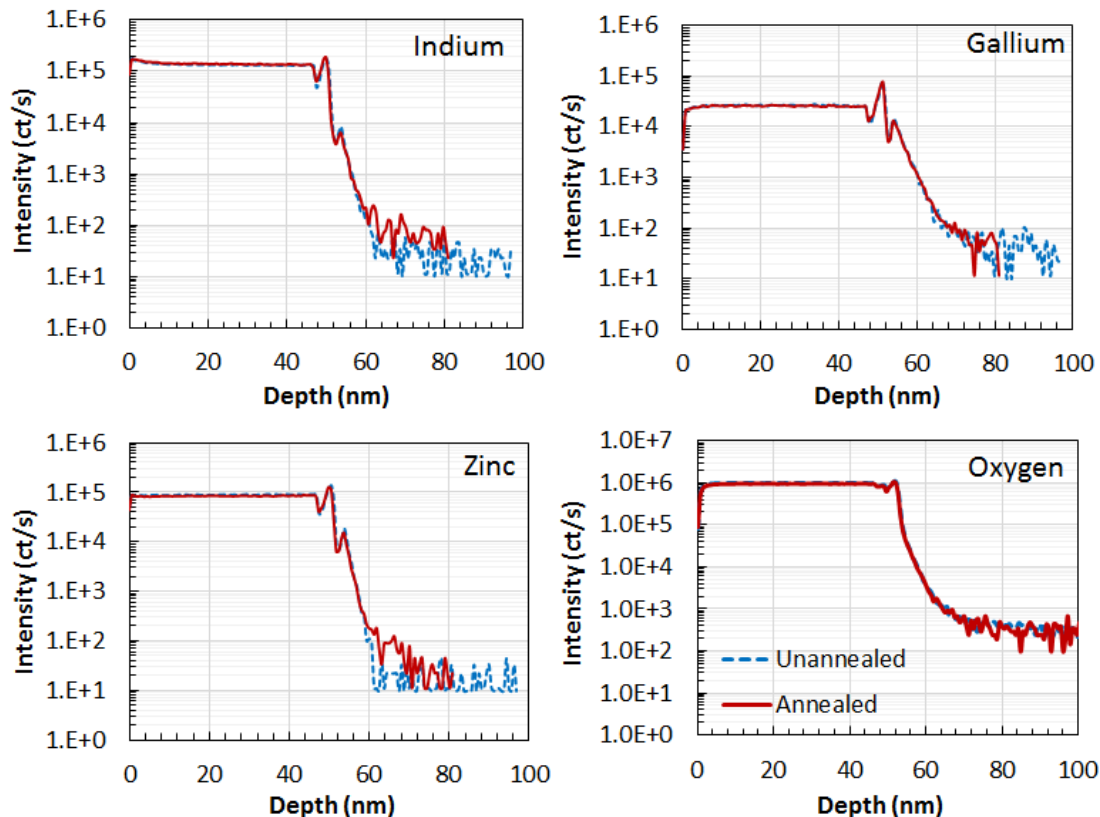 Indium
Intensity (ct/s)
1.E+6
1.E+5
1.E+4
1.E+3
1.E+2
1.E+1
1.E+0
0 20 40 60 80 100
Depth (nm)
Gallium
Intensity (ct/s)
1.E+6
1.E+5
1.E+4
1.E+3
1.E+2
1.E+1
1.E+0
0 20 40 60 80 100
Depth (nm)
Zinc
Intensity (ct/s)
1.E+6
1.E+5
1.E+4
1.E+3
1.E+2
1.E+1
1.E+0
0 20 40 60 80 100
Depth (nm)
Oxygen
Intensity (ct/s)
1.0E+7
1.0E+6
1.0E+5
1.0E+4
1.0E+3
1.0E+2
1.0E+1
1.0E+0
Unannealed
Annealed
0 20 40 60 80 100
Depth (nm)